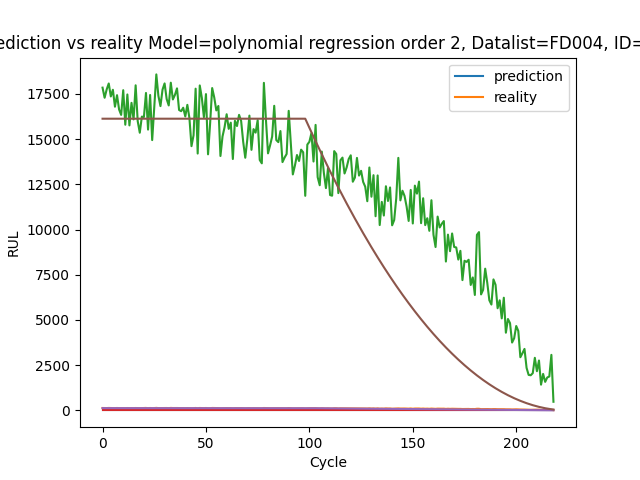 ediction vs reality Model=polynomial regression order 2, Datalist=FD004, ID=
prediction
reality
RUL
17500
15000
12500
10000
7500
5000
2500
0
0 50 100 150 200
Cycle